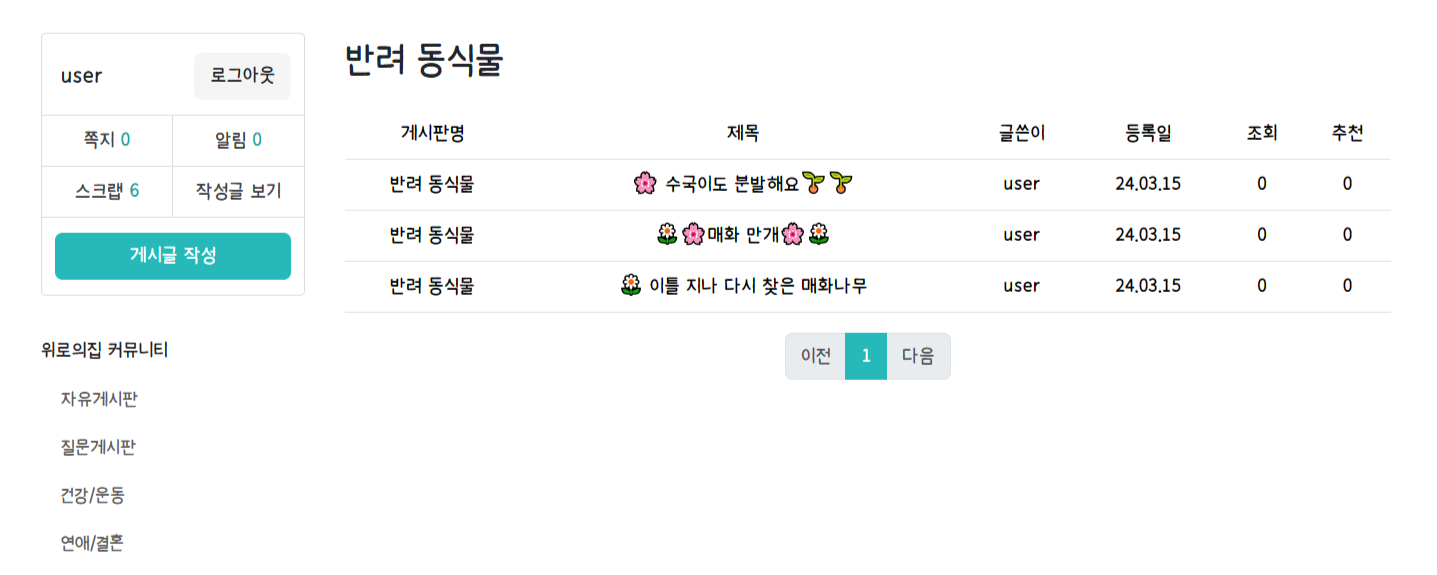 user 로그아웃
쪽지 0 알림 0
스크랩 6 작성글 보기
게시글 작성
위로의집 커뮤니티
자유게시판
질문게시판
건강/운동
연애/결혼
반려 동식물
게시판명 제목 글쓴이 등록일 조회 추천
반려 동식물 🌸 수국이도 분발해요🌱🌱 user 24.03.15 0 0
반려 동식물 🌼🌸매화 만개🌸🌼 user 24.03.15 0 0
반려 동식물 🌼 이틀 지나 다시 찾은 매화나무 user 24.03.15 0 0
이전 1 다음